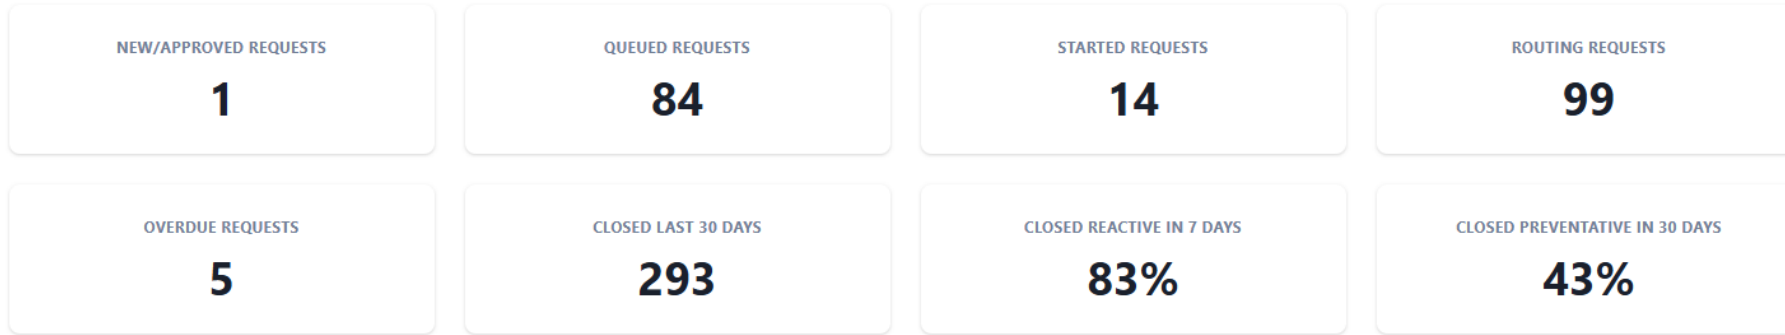 NEW/APPROVED REQUESTS
1
QUEUED REQUESTS
84
STARTED REQUESTS
14
ROUTING REQUESTS
99
OVERDUE REQUESTS
5
CLOSED LAST 30 DAYS
293
CLOSED REACTIVE IN 7 DAYS
83%
CLOSED PREVENTATIVE IN 30 DAYS
43%